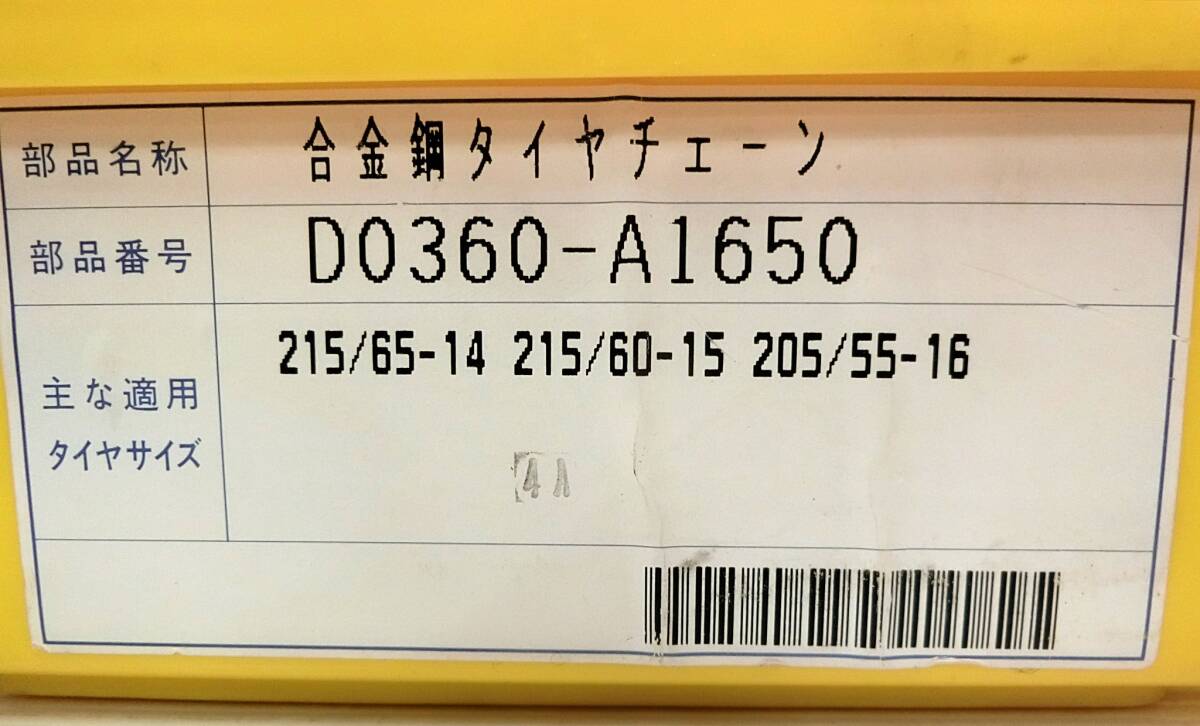 部品名称 合金鋼タイヤチェーン
部品番号 D0360-A1650
主な適用
タイヤサイズ
215/65-14 215/60-15 205/55-16
4A